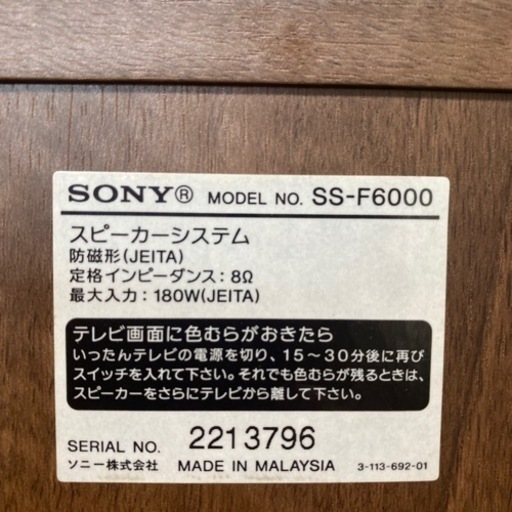 SONY® MODEL NO. SS-F6000
スピーカーシステム
防磁形(JEITA)
定格インピーダンス：8Ω
最大入力：180W(JEITA)
テレビ画面に色むらがおきたら
いったんテレビの電源を切り、15～30分後に再び
スイッチを入れて下さい。それでも色むらが残るときは、
スピーカーをさらにテレビから離して下さい。
SERIAL NO. 2213796
ソニー株式会社 MADE IN MALAYSIA 3-113-692-01